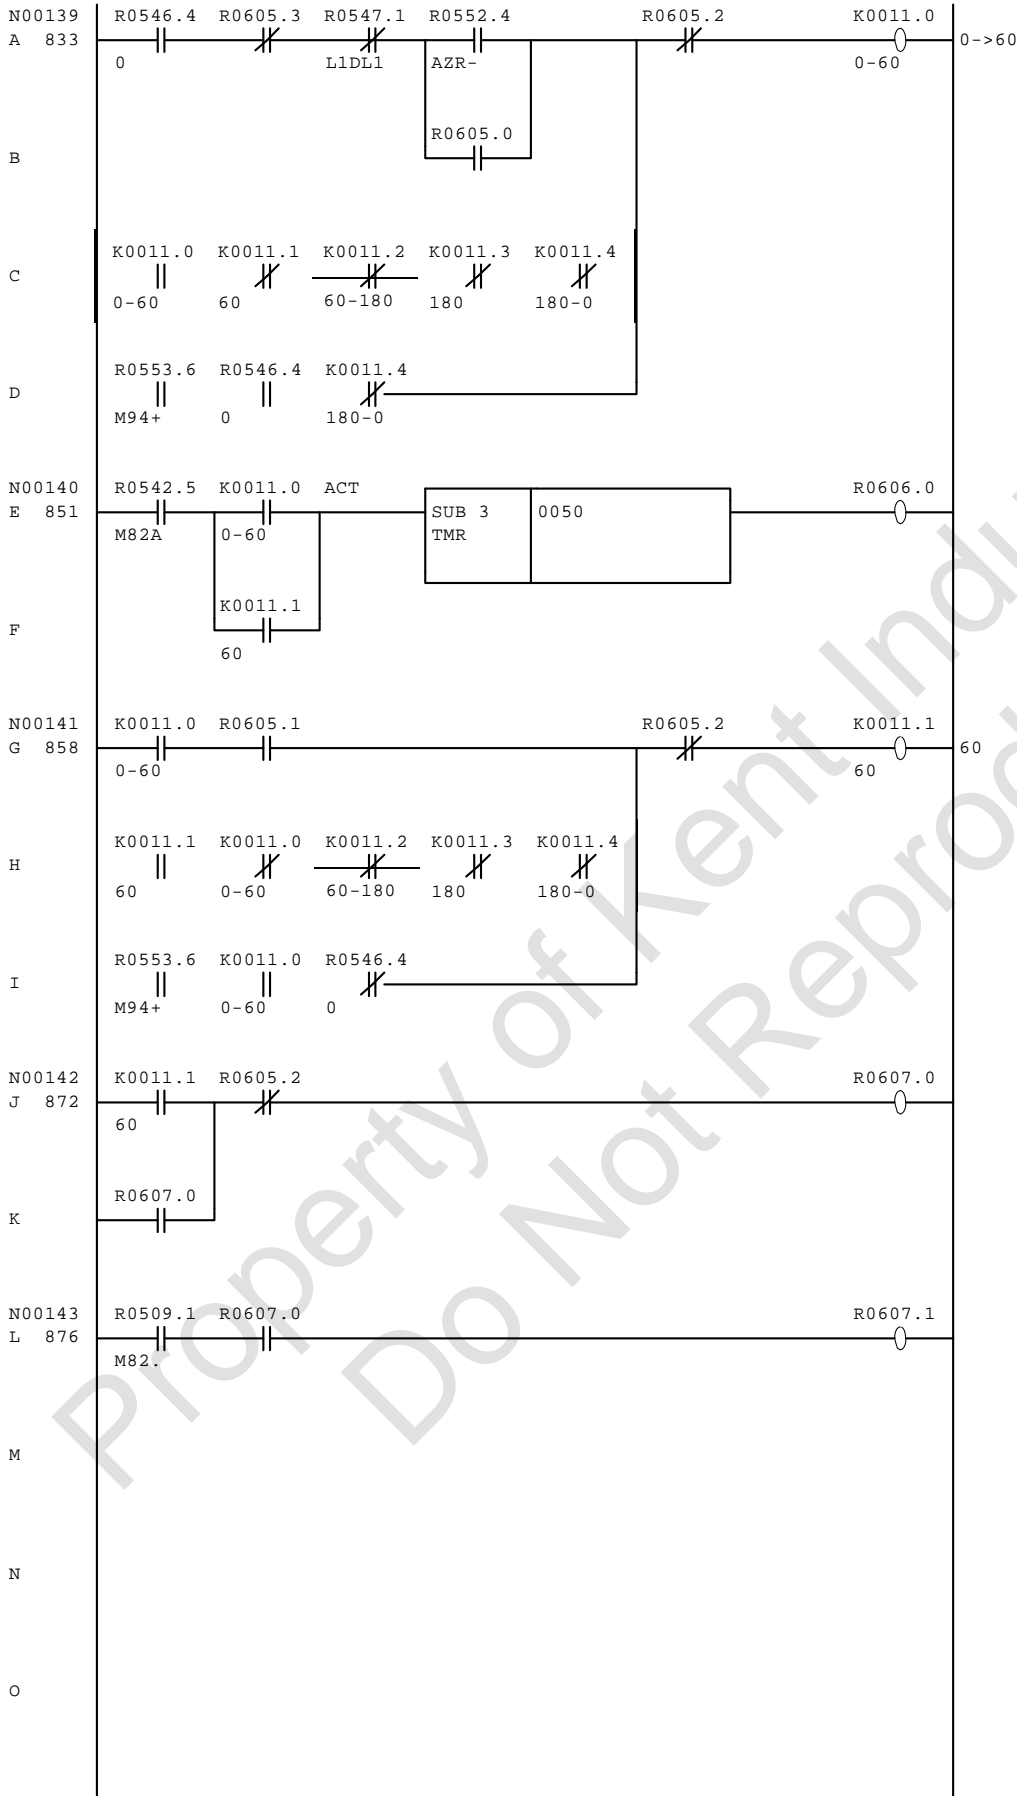 N00139 R0546.4 R0605.3 R0547.1 R0552.4 R0605.2 K0011.0
A 833 0->60
0 L1DL1 AZR- 0-60
R0605.0
B
K0011.0 K0011.1 K0011.2 K0011.3 K0011.4
C
0-60 60 60-180 180 180-0
R0553.6 R0546.4 K0011.4
D
M94+ 0 180-0
N00140 R0542.5 K0011.0 ACT R0606.0
E 851 SUB 3 0050
M82A 0-60 TMR
K0011.1
F
60
N00141 K0011.0 R0605.1 R0605.2 K0011.1
G 858 60
0-60 60
K0011.1 K0011.0 K0011.2 K0011.3 K0011.4
H
60 0-60 60-180 180 180-0
R0553.6 K0011.0 R0546.4
I
M94+ 0-60 0
N00142 K0011.1 R0605.2 R0607.0
J 872
60
R0607.0
K
N00143 R0509.1 R0607.0 R0607.1
L 876
M82.
M
N
O
Property of Kent
Do Not